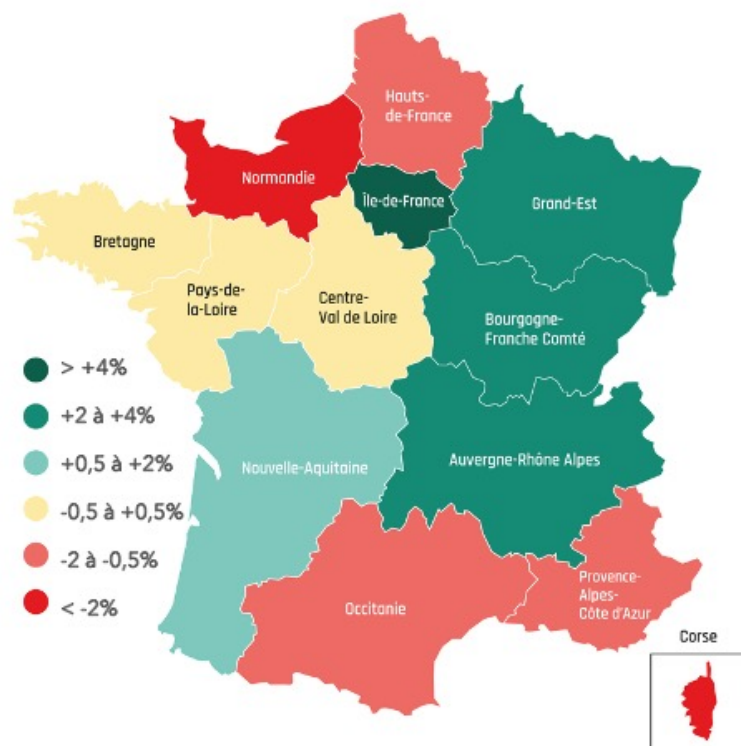 Hauts-
de-France
Normandie
Île-de-France
Grand-Est
Bretagne
Pays-de-
la-Loire
Centre-
Val de Loire
Bourgogne-
Franche Comté
> +4%
+2 à +4%
+0,5 à +2%
-0,5 à +0,5%
-2 à -0,5%
< -2%
Nouvelle-Aquitaine
Auvergne-Rhône Alpes
Occitanie
Provence-
Alpes-
Côte d'Azur
Corse